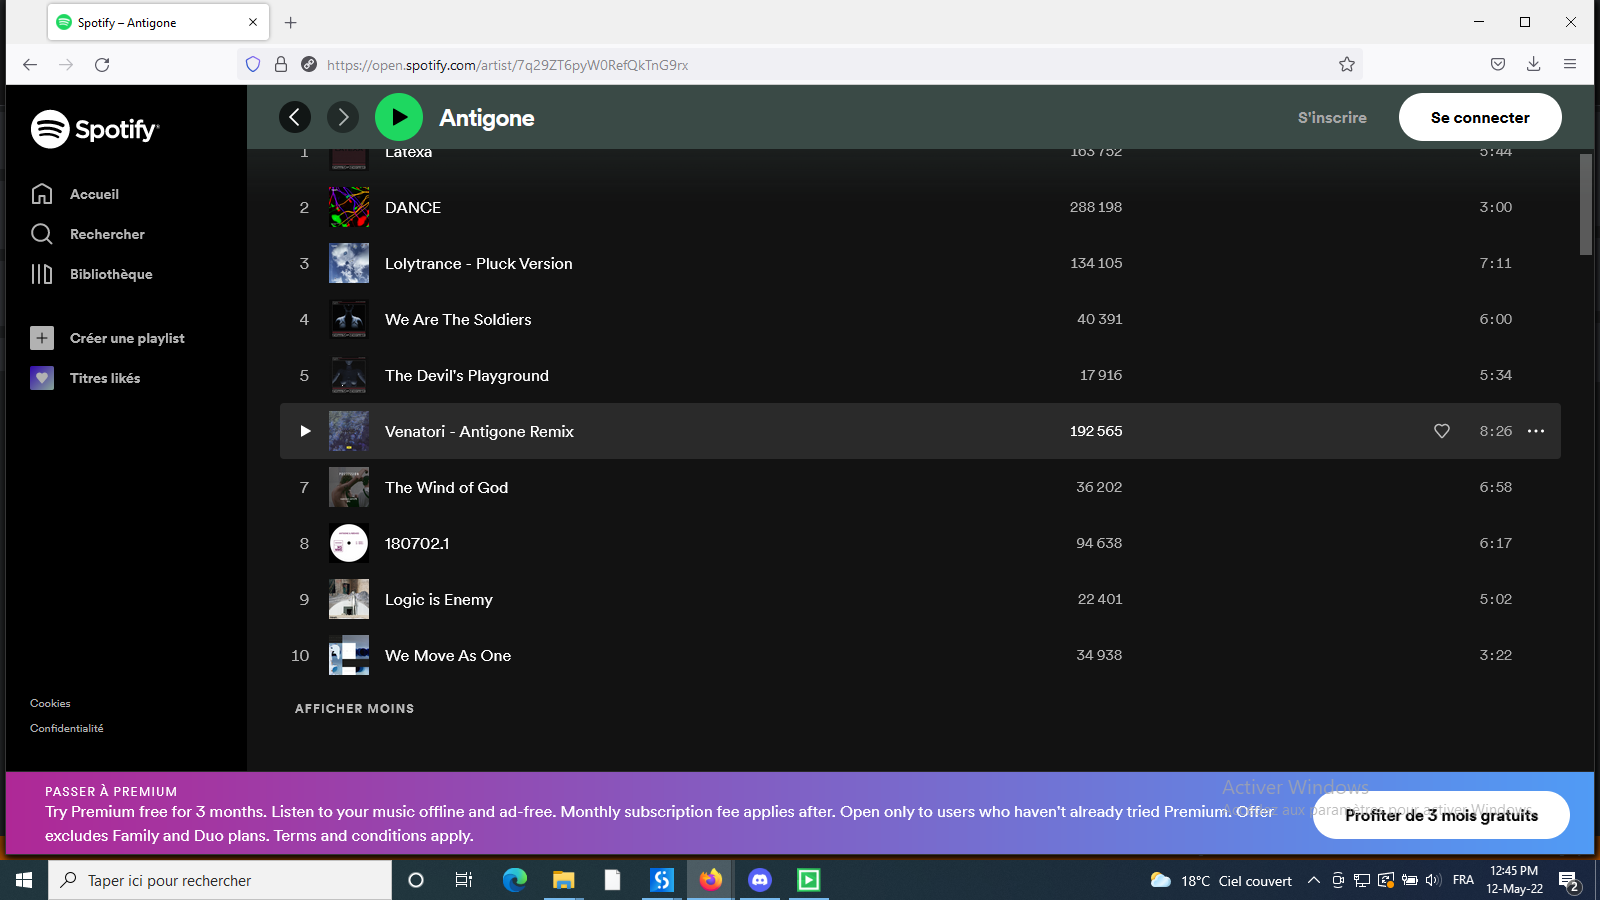 Spotify – Antigone
https://open.spotify.com/artist/7q29ZT6pyW0RefQkTnG9rx
Spotify
Antigone
S'inscrire
Se connecter
Accueil
Rechercher
Bibliothèque
Créer une playlist
Titres likés
Cookies
Confidentialité
1 Latexa 163 752 5:44
2 DANCE 288 198 3:00
3 Lolytrance - Pluck Version 134 105 7:11
4 We Are The Soldiers 40 391 6:00
5 The Devil's Playground 17 916 5:34
Venatori - Antigone Remix 192 565 8:26
7 The Wind of God 36 202 6:58
8 180702.1 94 638 6:17
9 Logic is Enemy 22 401 5:02
10 We Move As One 34 938 3:22
AFFICHER MOINS
PASSER À PREMIUM
Try Premium free for 3 months. Listen to your music offline and ad-free. Monthly subscription fee applies after. Open only to users who haven't already tried Premium. Offer
excludes Family and Duo plans. Terms and conditions apply.
Activer Windows
aux paramètres pour activer Windows.
Profiter de 3 mois gratuits
Taper ici pour rechercher
18°C Ciel couvert
FRA
12:45 PM
12-May-22
2